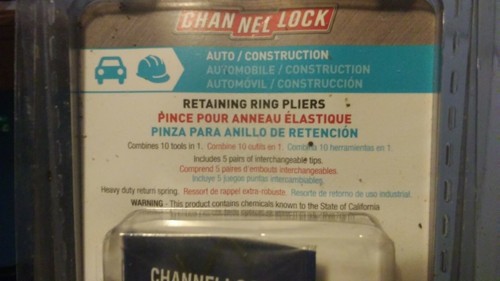 CHANNELLOCK
AUTO / CONSTRUCTION
AUTOMOBILE / CONSTRUCTION
AUTOMÓVIL / CONSTRUCCIÓN
RETAINING RING PLIERS
PINCE POUR ANNEAU ÉLASTIQUE
PINZA PARA ANILLO DE RETENCIÓN
Combines 10 tools in 1. Combine 10 outils en 1. Combina 10 herramientas en 1.
Includes 5 pairs of interchangeable tips.
Comprend 5 paires d'embouts interchangeables.
Incluye 5 juegos puntas intercambiables.
Heavy duty return spring. Ressort de rappel extra-robuste. Resorte de retorno de uso industrial.
WARNING - This product contains chemicals known to the State of California
CHANNELL